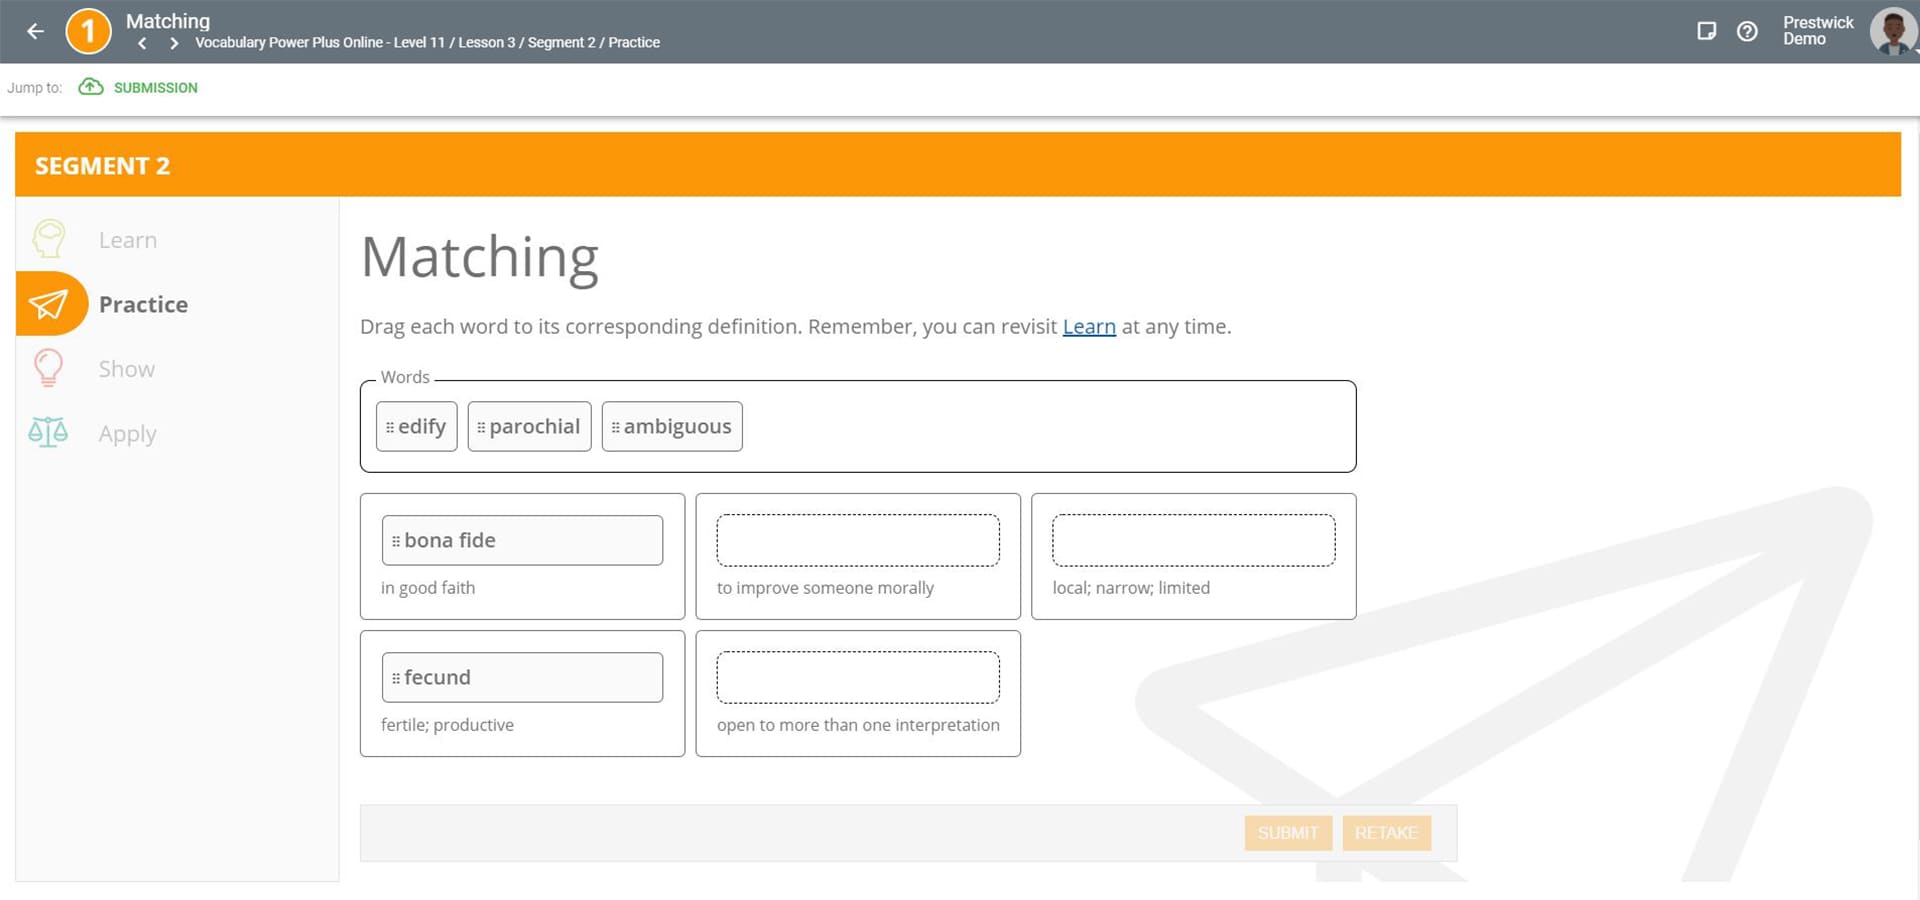 1
Matching
Vocabulary Power Plus Online - Level 11 / Lesson 3 / Segment 2 / Practice
Prestwick
Demo
Jump to: SUBMISSION
SEGMENT 2
Learn
Practice
Show
Apply
Matching
Drag each word to its corresponding definition. Remember, you can revisit Learn at any time.
Words
edify parochial ambiguous
bona fide
in good faith
to improve someone morally
local; narrow; limited
fecund
fertile; productive
open to more than one interpretation
SUBMIT RETAKE